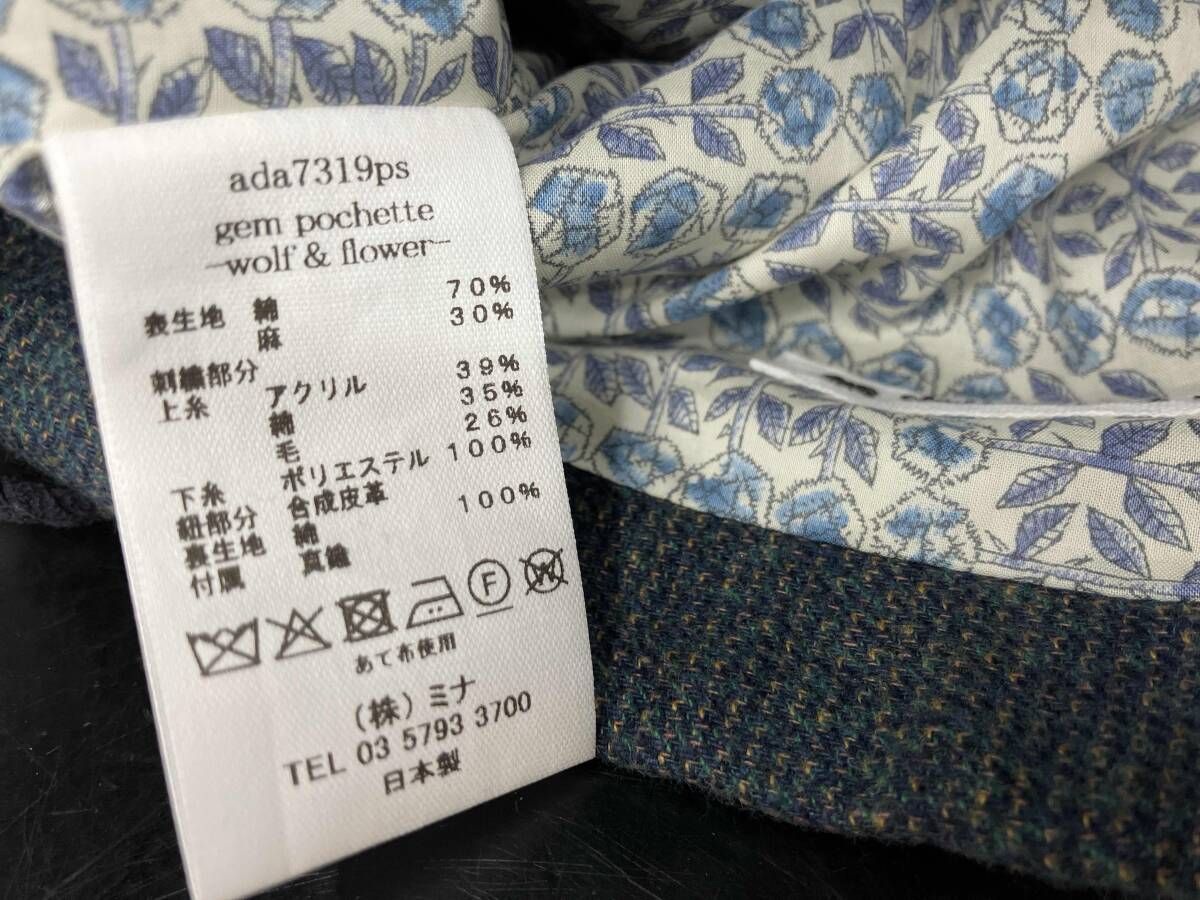 ada7319ps
gem pochette
-wolf & flower-
表生地 綿 70%
麻 30%
刺繍部分
上糸 アクリル 39%
綿 35%
毛 26%
下糸 ポリエステル 100%
紐部分 合成皮革
裏生地 綿 100%
付属 真鍮
F
W
あて布使用
(株)ミナ
TEL 03 5793 3700
日本製